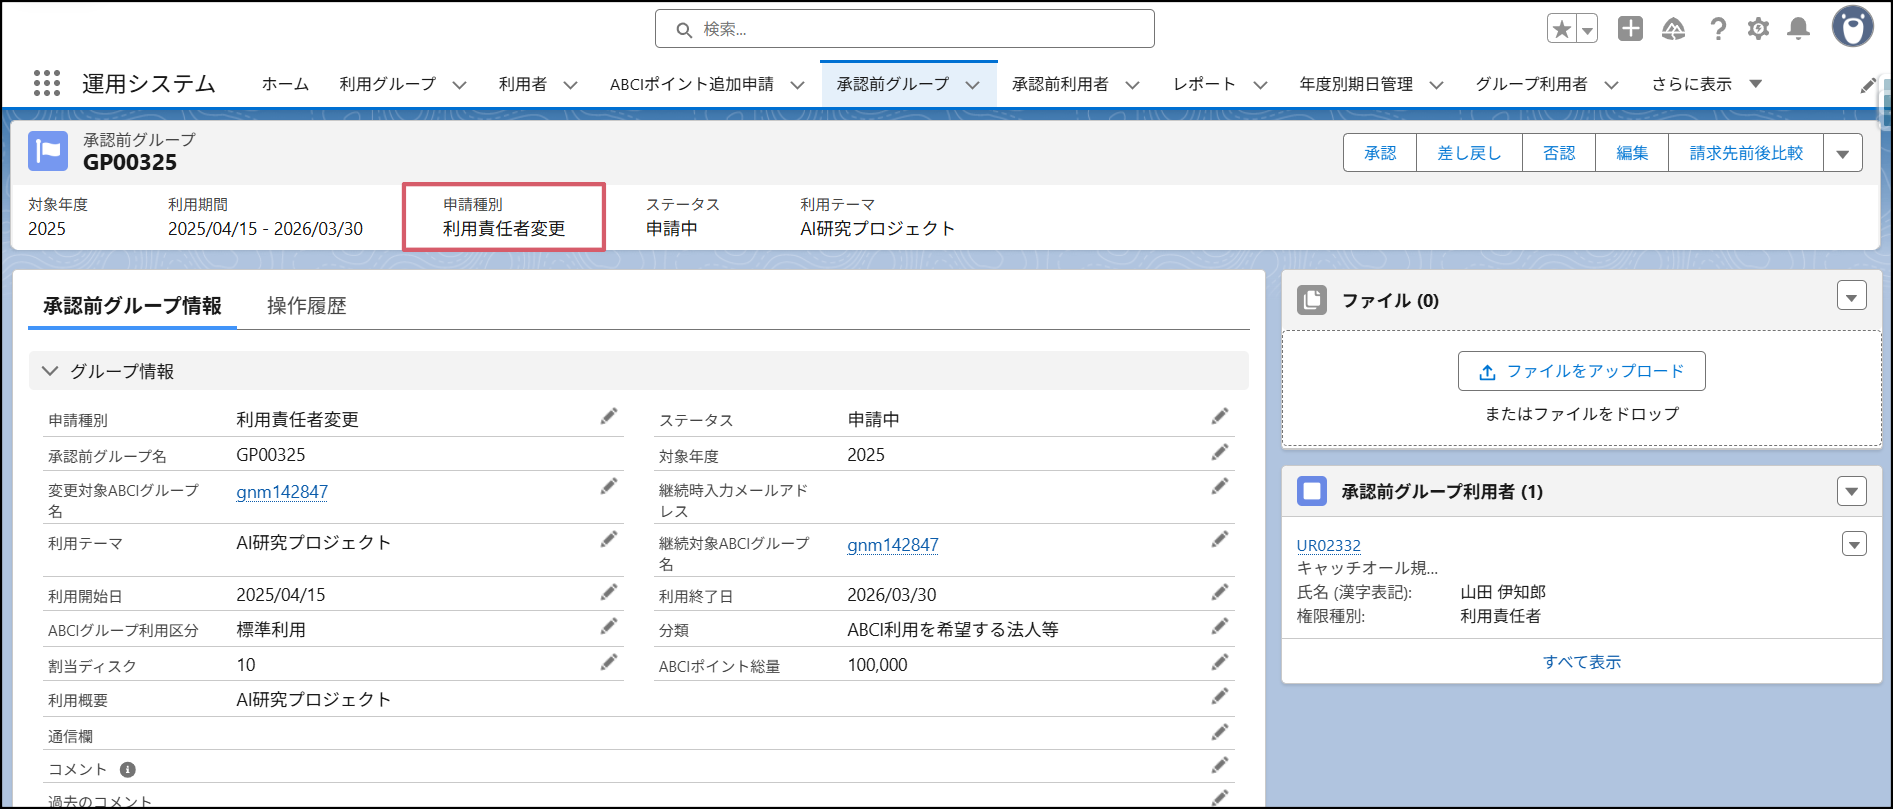 検索...
運用システム
ホーム
利用グループ
利用者
ABCIポイント追加申請
承認前グループ
承認前利用者
レポート
年度別期日管理
グループ利用者
さらに表示
承認前グループ
GP00325
承認
差し戻し
否認
編集
請求先前後比較
対象年度
2025
利用期間
2025/04/15 - 2026/03/30
申請種別
利用責任者変更
ステータス
申請中
利用テーマ
AI研究プロジェクト
承認前グループ情報
操作履歴
グループ情報
申請種別
利用責任者変更
ステータス
申請中
承認前グループ名
GP00325
対象年度
2025
変更対象ABCIグループ
名
gnm142847
継続時入力メールアド
レス
利用テーマ
AI研究プロジェクト
継続対象ABCIグループ
名
gnm142847
利用開始日
2025/04/15
利用終了日
2026/03/30
ABCIグループ利用区分
標準利用
分類
ABCI利用を希望する法人等
割当ディスク
10
ABCIポイント総量
100,000
利用概要
AI研究プロジェクト
通信欄
コメント
過去のコメント
ファイル (0)
ファイルをアップロード
またはファイルをドロップ
承認前グループ利用者 (1)
UR02332
キャッチオール規...
氏名 (漢字表記):
山田 伊知郎
権限種別:
利用責任者
すべて表示